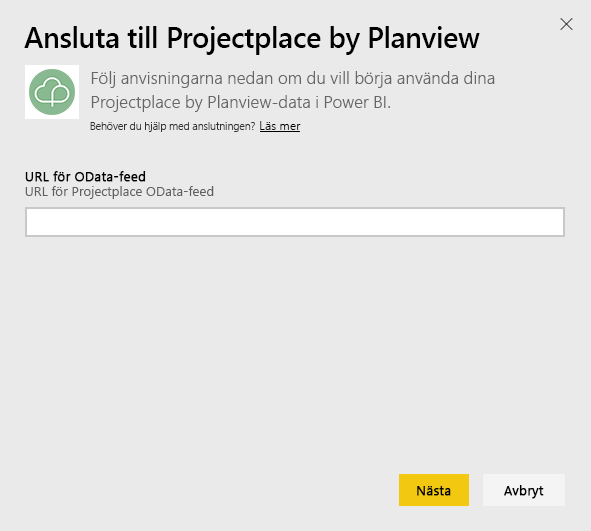 Ansluta till Projectplace by Planview
Följ anvisningarna nedan om du vill börja använda dina
Projectplace by Planview-data i Power BI.
Behöver du hjälp med anslutningen? Läs mer
URL för OData-feed
URL för Projectplace OData-feed
Nästa
Avbryt